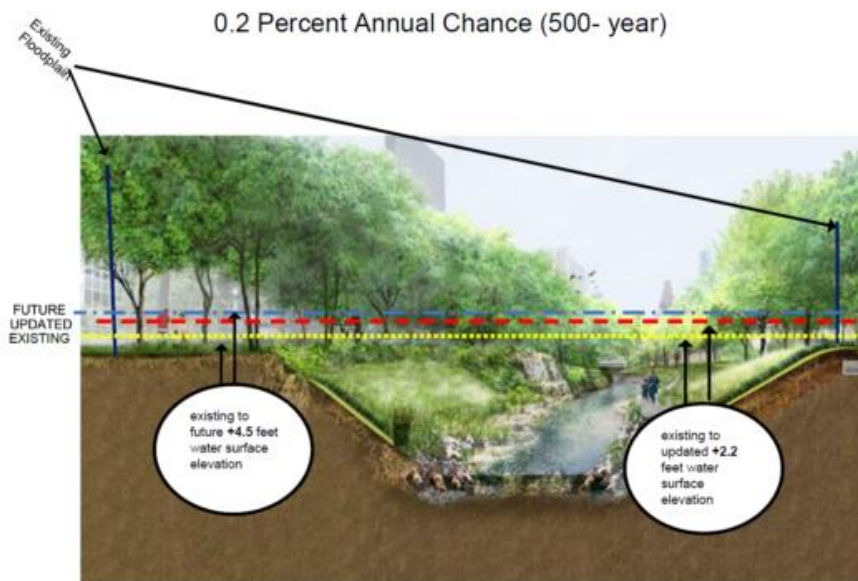 0.2 Percent Annual Chance (500- year)
Existing
Floodplain
FUTURE
UPDATED
EXISTING
existing to
future +4.5 feet
water surface
elevation
existing to
updated +2.2
feet water
surface
elevation